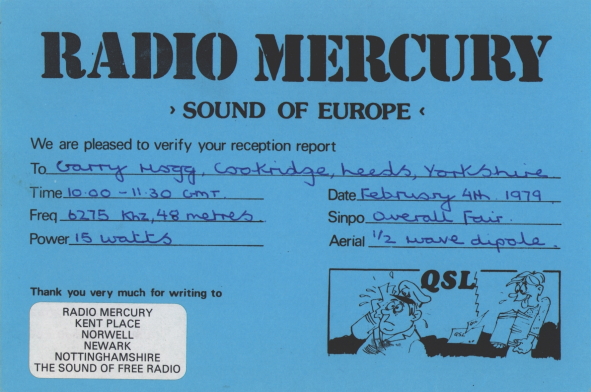 RADIO MERCURY
› SOUND OF EUROPE ‹
We are pleased to verify your reception report
To Garry Hogg, Cookridge, Leeds, Yorkshire
Time 10.00 - 11.30 GMT. Date February 4th. 1979
Freq 6275 Khz, 48 metres. Sinpo Overall Fair.
Power 15 watts Aerial 1/2 wave dipole.
QSL
Thank you very much for writing to
RADIO MERCURY
KENT PLACE
NORWELL
NEWARK
NOTTINGHAMSHIRE
THE SOUND OF FREE RADIO